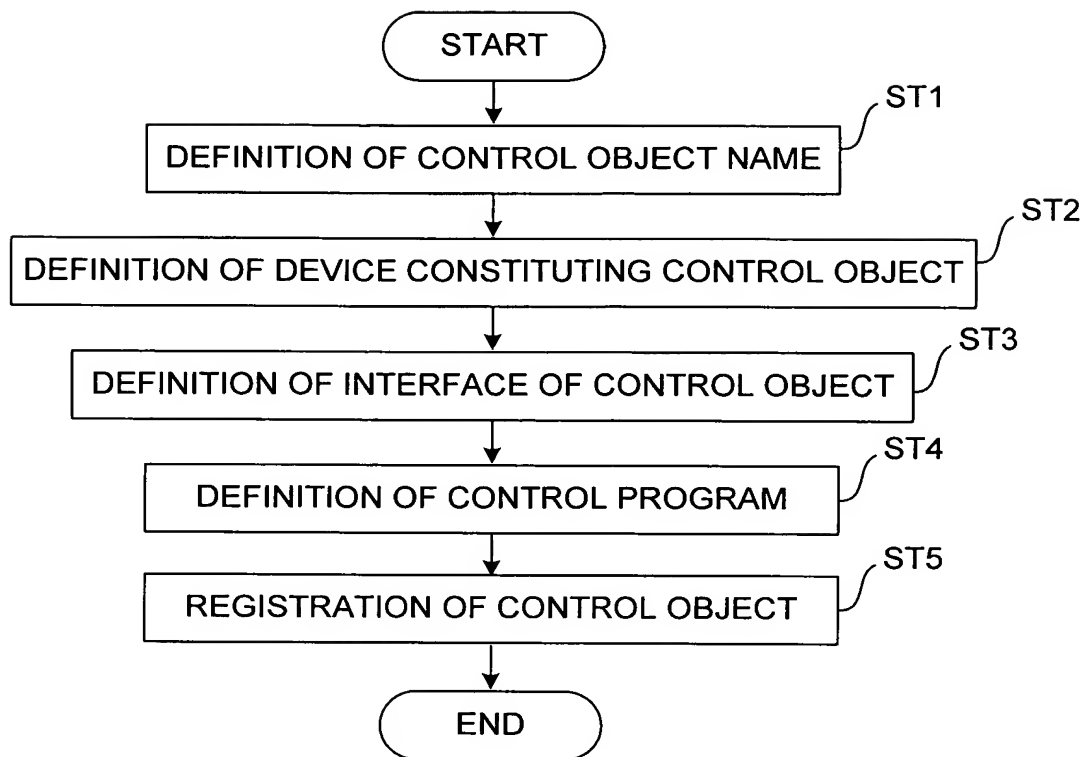 START
ST1
DEFINITION OF CONTROL OBJECT NAME
ST2
DEFINITION OF DEVICE CONSTITUTING CONTROL OBJECT
ST3
DEFINITION OF INTERFACE OF CONTROL OBJECT
ST4
DEFINITION OF CONTROL PROGRAM
ST5
REGISTRATION OF CONTROL OBJECT
END